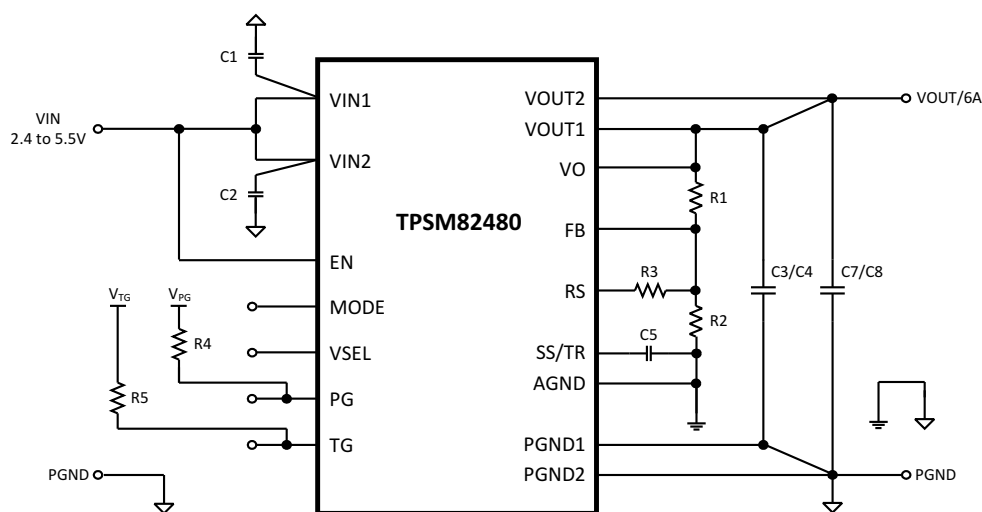 C1
VIN
2.4 to 5.5V
C2
VIN1
VIN2
EN
MODE
VSEL
PG
TG
TPSM82480
VOUT2
VOUT1
VO
FB
RS
SS/TR
AGND
PGND1
PGND2
VTG
VPG
R4
R5
PGND
R1
R3
R2
C5
C3/C4
C7/C8
VOUT/6A
PGND